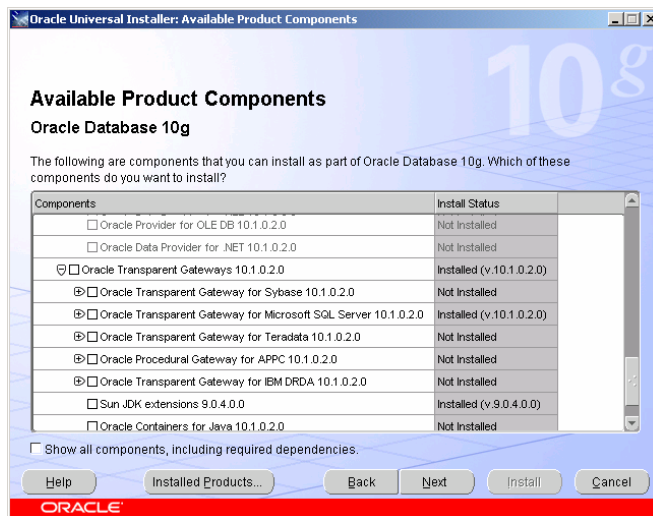 Oracle Universal Installer: Available Product Components
10g
Available Product Components
Oracle Database 10g
The following are components that you can install as part of Oracle Database 10g. Which of these
components do you want to install?
Components Install Status
Oracle Provider for OLE DB 10.1.0.2.0 Not Installed
Oracle Data Provider for .NET 10.1.0.2.0 Not Installed
Oracle Transparent Gateways 10.1.0.2.0 Installed (v.10.1.0.2.0)
Oracle Transparent Gateway for Sybase 10.1.0.2.0 Not Installed
Oracle Transparent Gateway for Microsoft SQL Server 10.1.0.2.0 Installed (v.10.1.0.2.0)
Oracle Transparent Gateway for Teradata 10.1.0.2.0 Not Installed
Oracle Procedural Gateway for APPC 10.1.0.2.0 Not Installed
Oracle Transparent Gateway for IBM DRDA 10.1.0.2.0 Not Installed
Sun JDK extensions 9.0.4.0.0 Installed (v.9.0.4.0.0)
Oracle Containers for Java 10.1.0.2.0 Not Installed
Show all components, including required dependencies.
Help Installed Products... Back Next Install Cancel
ORACLE